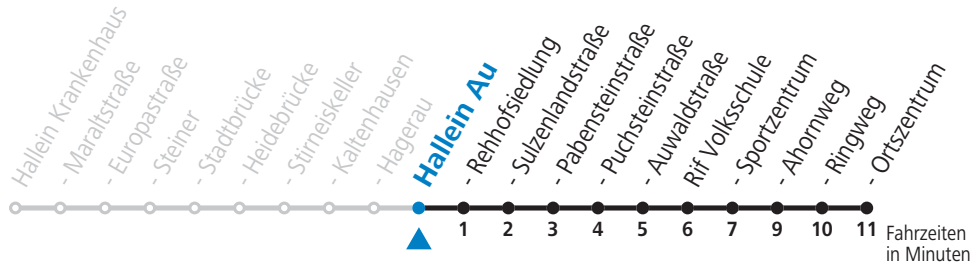 Hallein Krankenhaus
- Maraltstraße
- Europastraße
- Steiner
- Stadtbrücke
- Heidebrücke
- Stirneiskeller
- Kaltenhausen
- Haggerau
Hallein Au
- Rehhofsiedlung
- Sulzenlandstraße
- Pabensteinstraße
- Puchsteinstraße
- Auwaldstraße
Rif Volksschule
- Sportzentrum
- Ahornweg
- Ringweg
- Ortszentrum
1 2 3 4 5 6 7 9 10 11
Fahrzeiten
in Minuten